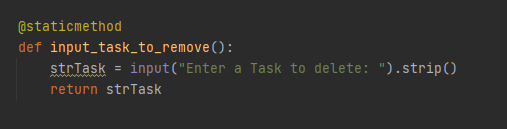 @staticmethod
def input_task_to_remove():
    strTask = input("Enter a Task to delete: ").strip()
    return strTask